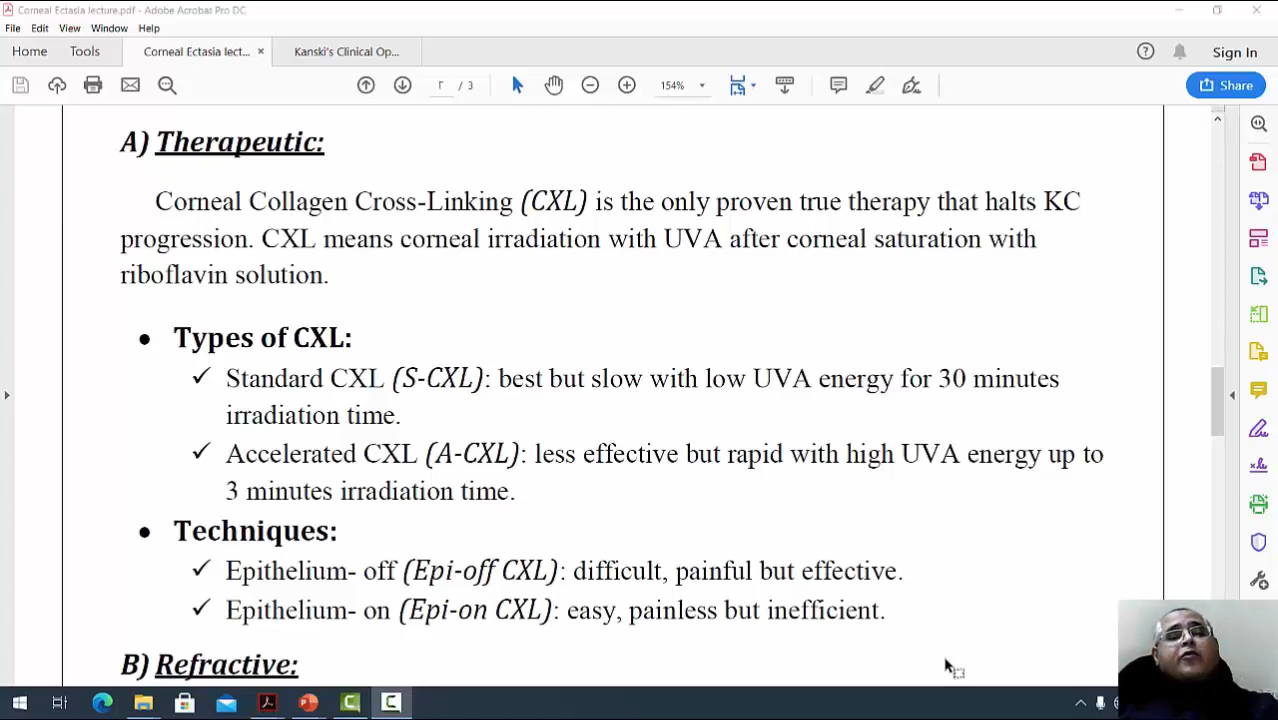 Corneal Ectasia lecture.pdf - Adobe Acrobat Pro DC
File Edit View Window Help
Home Tools Corneal Ectasia lect... × Kanski's Clinical Op... Sign In
٢ / 3 154% Share
A) Therapeutic:
Corneal Collagen Cross-Linking (CXL) is the only proven true therapy that halts KC
progression. CXL means corneal irradiation with UVA after corneal saturation with
riboflavin solution.
• Types of CXL:
✓ Standard CXL (S-CXL): best but slow with low UVA energy for 30 minutes
irradiation time.
✓ Accelerated CXL (A-CXL): less effective but rapid with high UVA energy up to
3 minutes irradiation time.
• Techniques:
✓ Epithelium- off (Epi-off CXL): difficult, painful but effective.
✓ Epithelium- on (Epi-on CXL): easy, painless but inefficient.
B) Refractive: